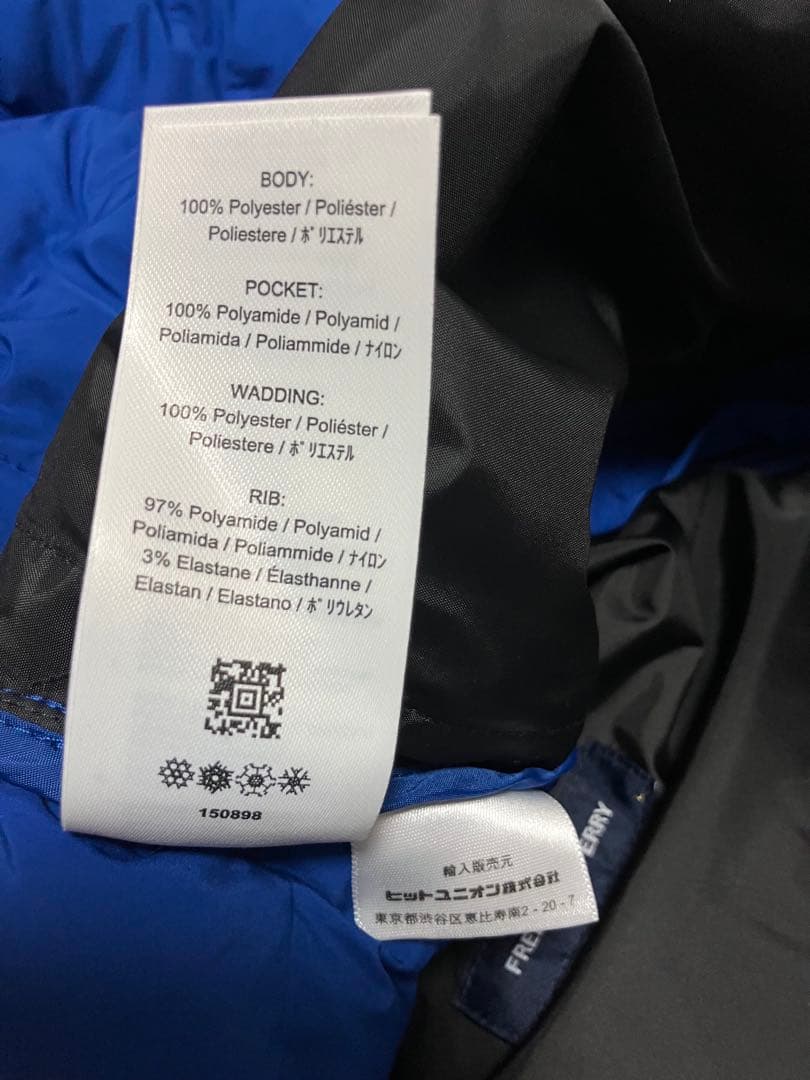 BODY:
100% Polyester / Poliéster /
Poliestere / ﾎﾟﾘｴｽﾃﾙ
POCKET:
100% Polyamide / Polyamid /
Poliamida / Poliammide / ﾅｲﾛﾝ
WADDING:
100% Polyester / Poliéster /
Poliestere / ﾎﾟﾘｴｽﾃﾙ
RIB:
97% Polyamide / Polyamid /
Poliamida / Poliammide / ﾅｲﾛﾝ
3% Elastane / Élasthanne /
Elastan / Elastano / ﾎﾟﾘｳﾚﾀﾝ
150898
輸入販売元
ヒットユニオン株式会社
東京都渋谷区恵比寿南2-20-7